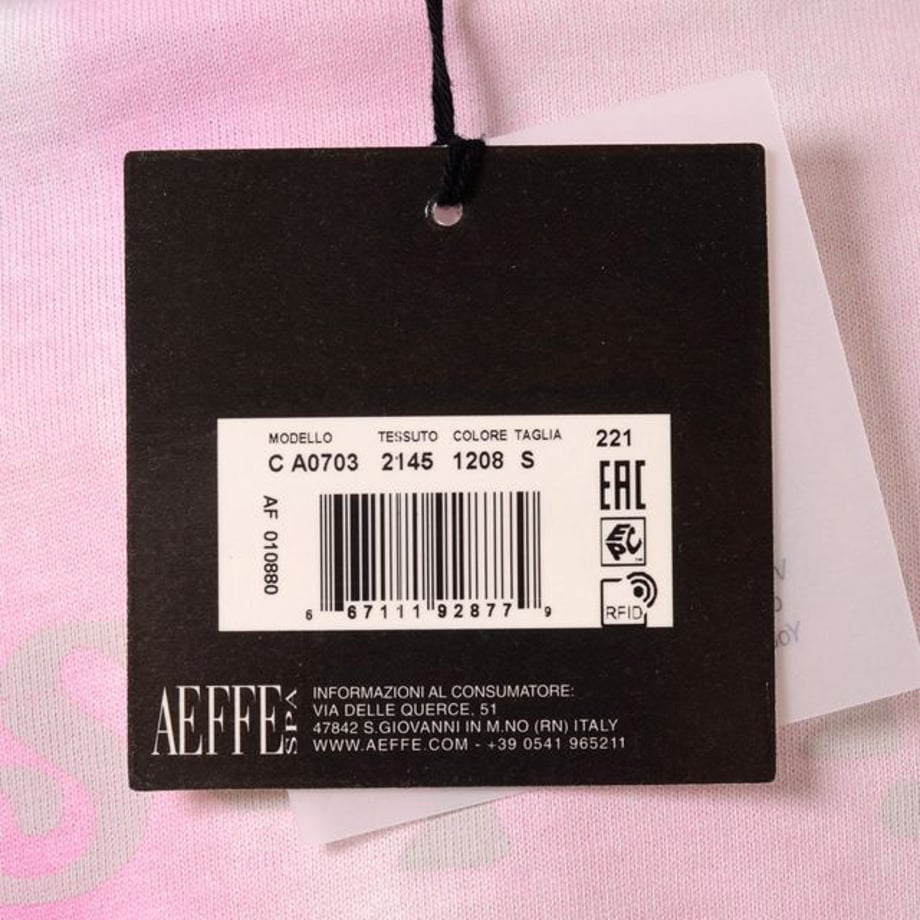 MODELLO TESSUTO COLORE TAGLIA 221
C A0703 2145 1208 S
EAC
AF 010880
EPC
RFID
6 67111 92877 9
AEFFE SPA
INFORMAZIONI AL CONSUMATORE:
VIA DELLE QUERCE, 51
47842 S.GIOVANNI IN M.NO (RN) ITALY
WWW.AEFFE.COM - +39 0541 965211